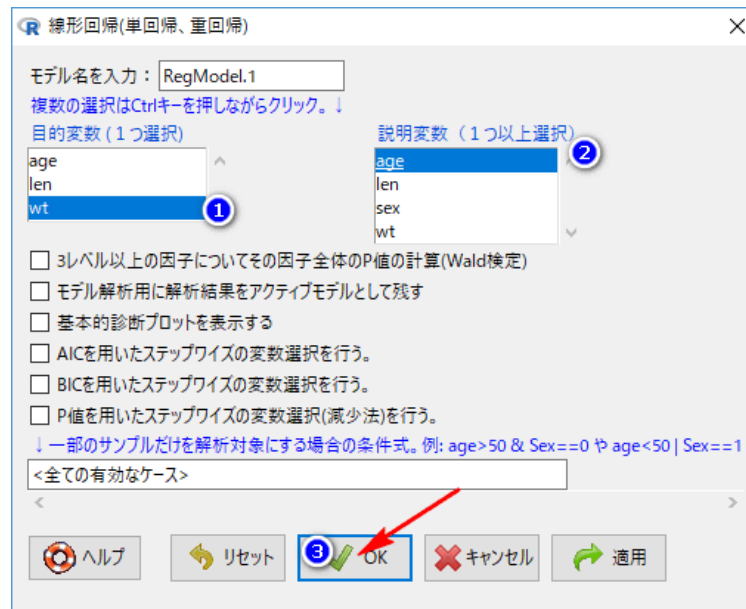 線形回帰(単回帰、重回帰)
モデル名を入力： RegModel.1
複数の選択はCtrlキーを押しながらクリック。↓
目的変数 (１つ選択)
age
len
wt
1
説明変数（１つ以上選択）
age
2
len
sex
wt
3レベル以上の因子についてその因子全体のP値の計算(Wald検定)
モデル解析用に解析結果をアクティブモデルとして残す
基本的診断プロットを表示する
AICを用いたステップワイズの変数選択を行う。
BICを用いたステップワイズの変数選択を行う。
P値を用いたステップワイズの変数選択(減少法)を行う。
↓一部のサンプルだけを解析対象にする場合の条件式。例: age>50 & Sex==0 や age<50 | Sex==1
<全ての有効なケース>
ヘルプ
リセット
3
OK
キャンセル
適用